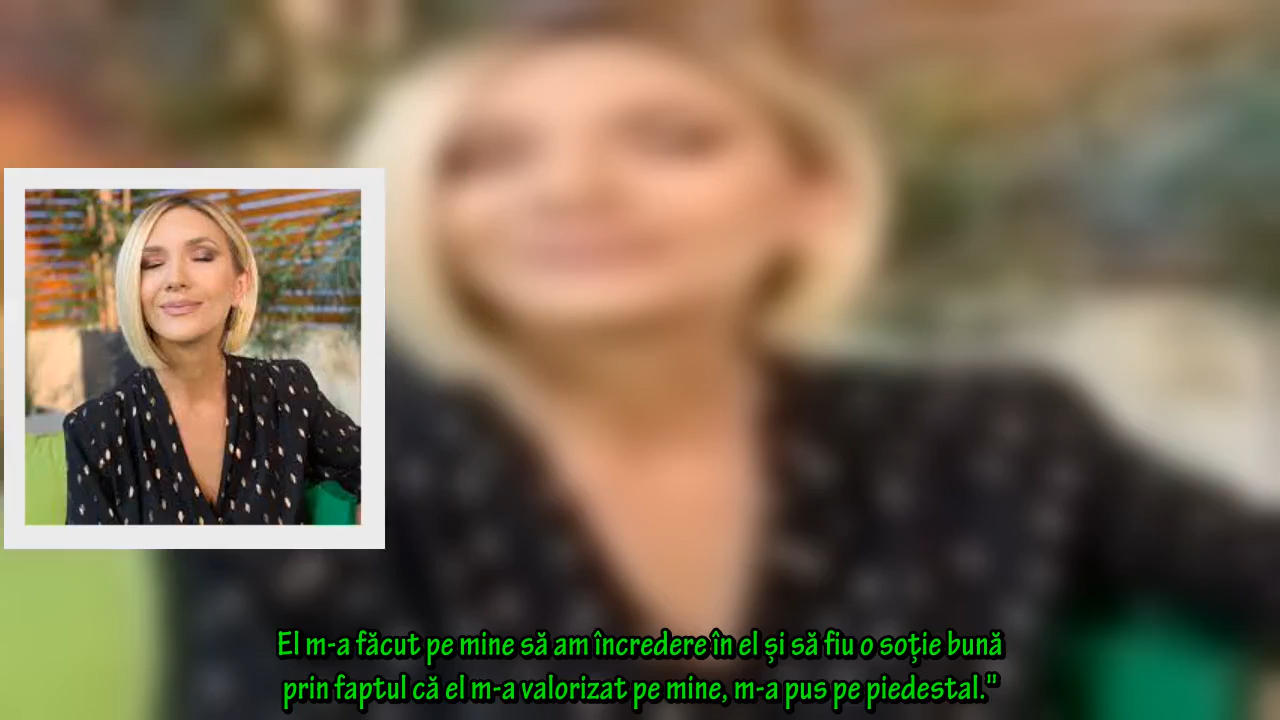 El m-a făcut pe mine să am încredere în el și să fiu o soție bună
prin faptul că el m-a valorizat pe mine, m-a pus pe piedestal."